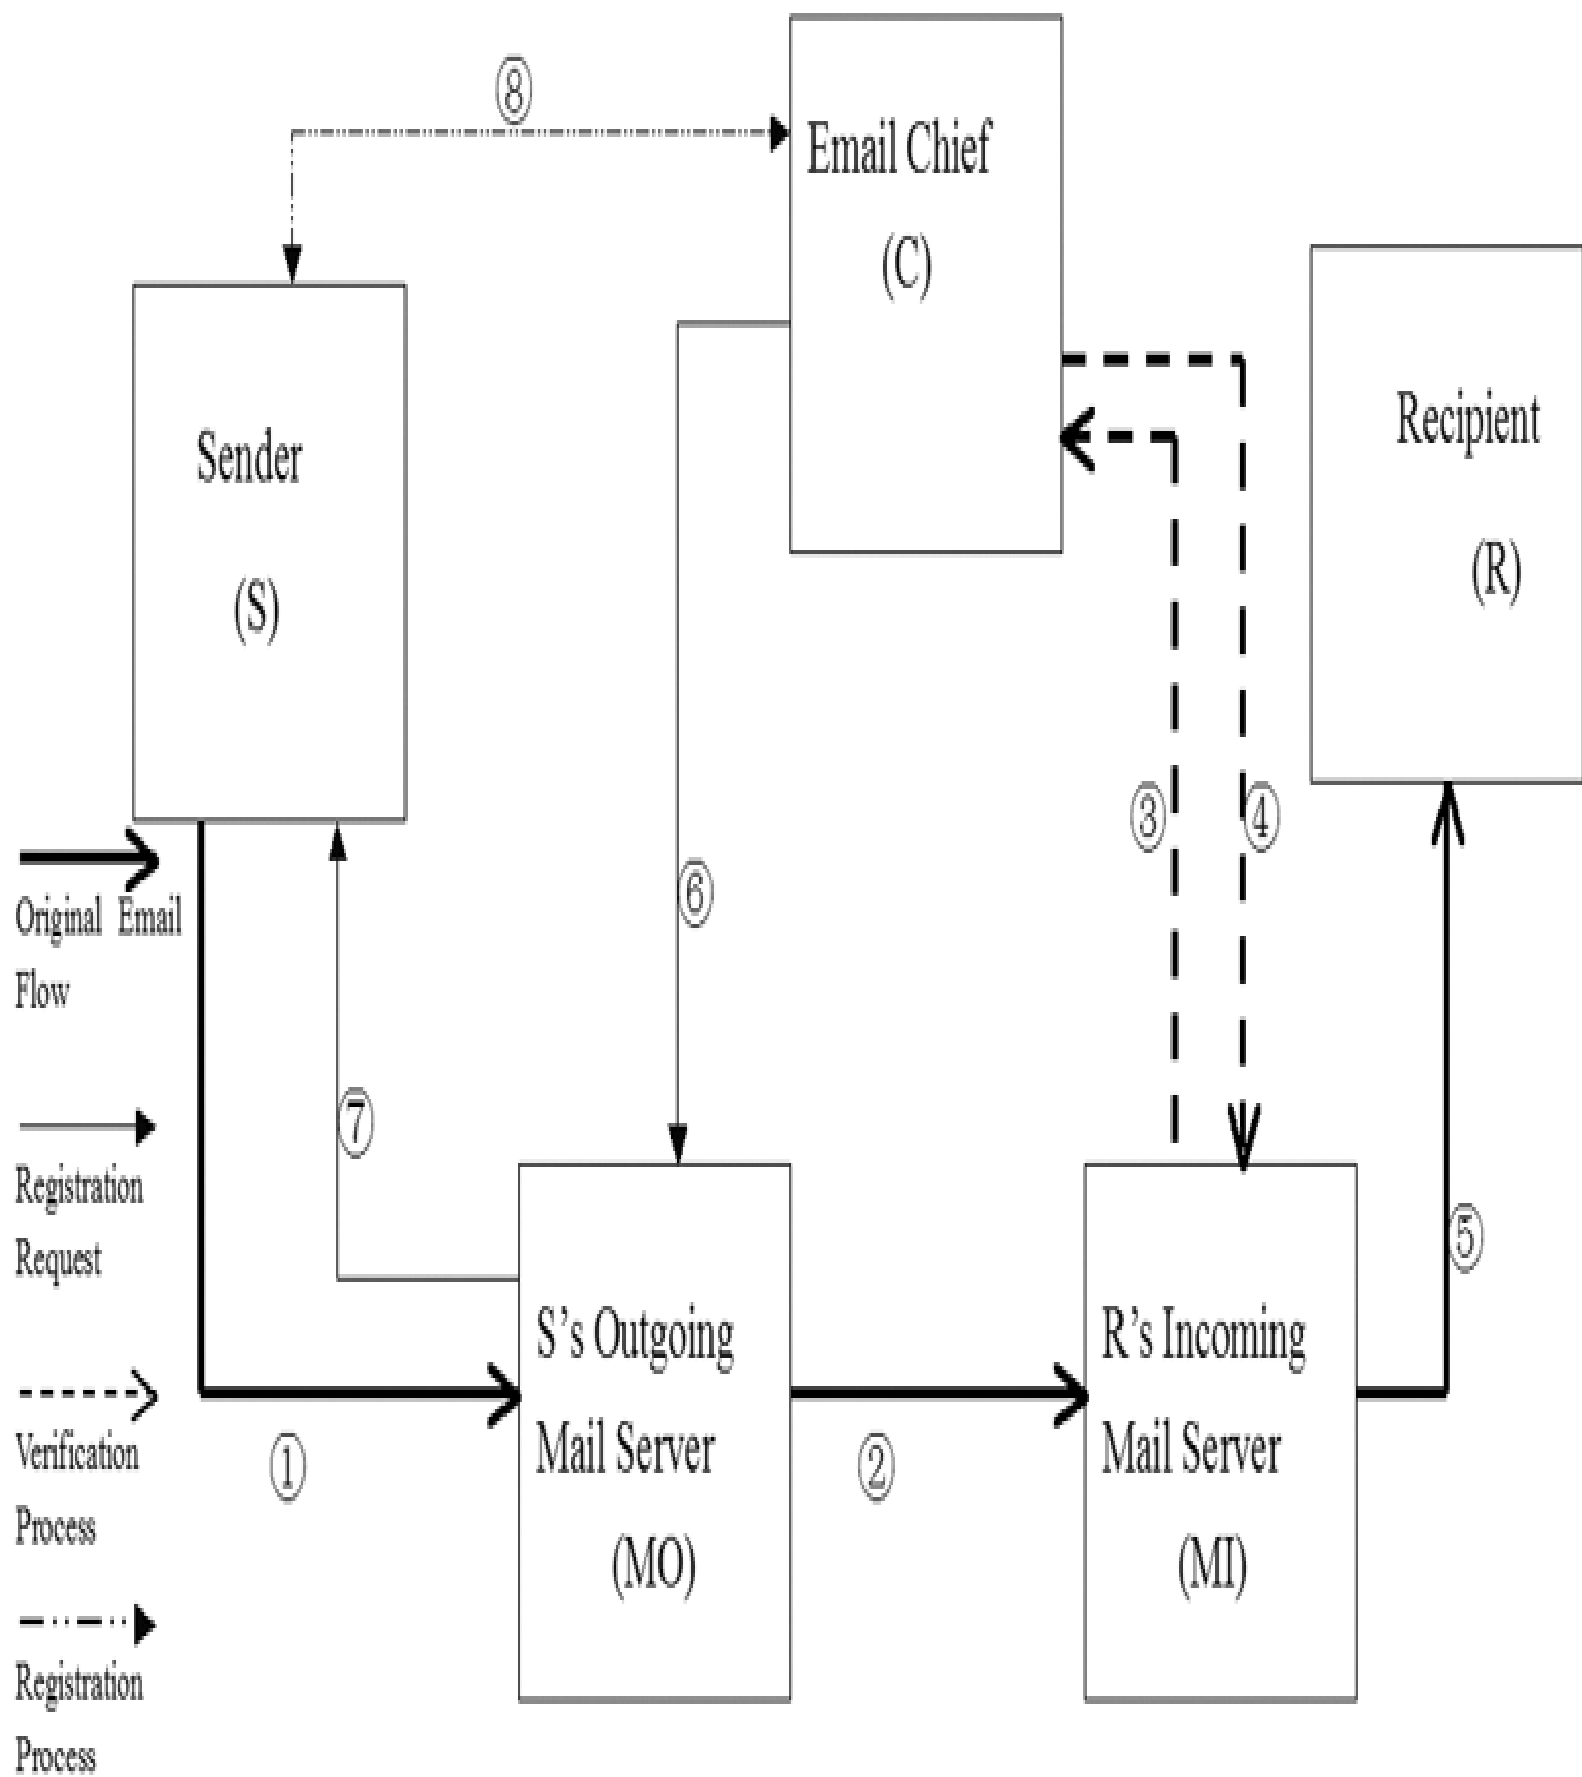 ⑧
Email Chief
(C)
Sender
(S)
Recipient
(R)
③
④
⑥
⑦
⑤
Original Email
Flow
Registration
Request
Verification
Process
Registration
Process
①
S’s Outgoing
Mail Server
(MO)
②
R’s Incoming
Mail Server
(MI)